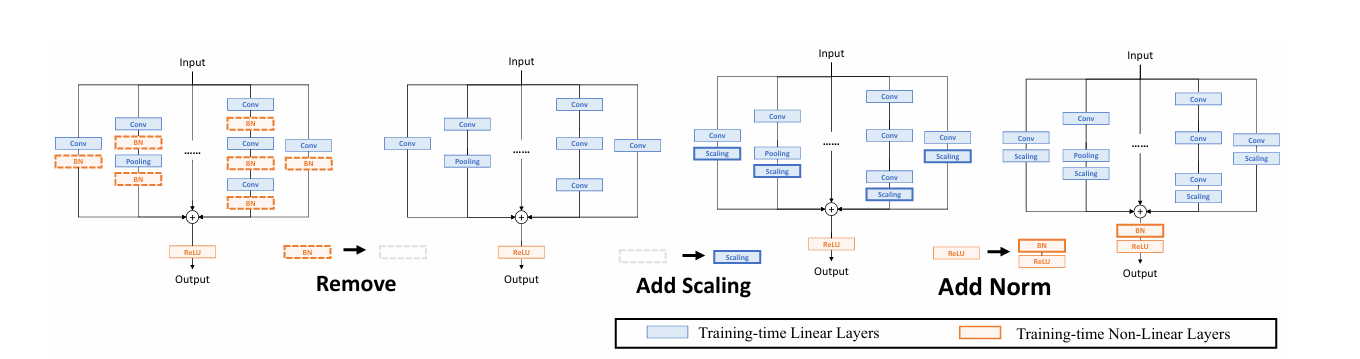 Input
Conv
BN
Conv
BN
Pooling
BN
......
Conv
BN
Conv
BN
Conv
BN
Conv
BN
+
ReLU
Output
BN
Remove
Input
Conv
Conv
Pooling
......
Conv
Conv
Conv
Conv
+
ReLU
Output
Scaling
Add Scaling
Input
Conv
Scaling
Conv
Pooling
Scaling
......
Conv
Conv
Conv
Scaling
Conv
Scaling
+
ReLU
Output
ReLU
BN
ReLU
Add Norm
Input
Conv
Scaling
Conv
Pooling
Scaling
......
Conv
Conv
Conv
Scaling
Conv
Scaling
+
BN
ReLU
Output
Training-time Linear Layers
Training-time Non-Linear Layers